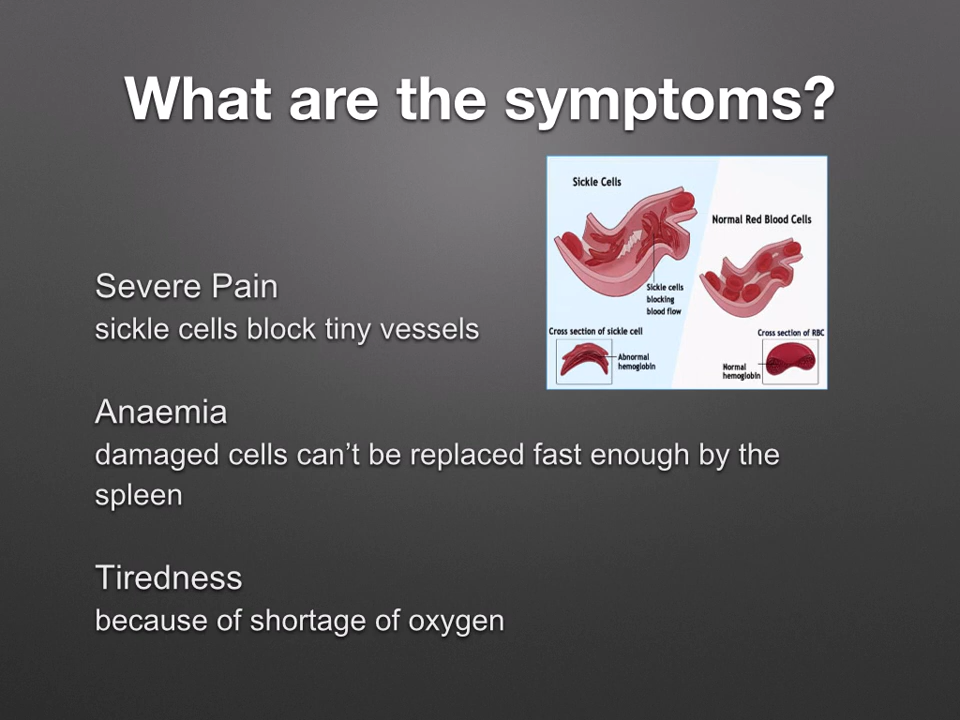 What are the symptoms?
Sickle Cells
Normal Red Blood Cells
Sickle cells
blocking
blood flow
Cross section of sickle cell
Abnormal
hemoglobin
Cross section of RBC
Normal
hemoglobin
Severe Pain
sickle cells block tiny vessels
Anaemia
damaged cells can’t be replaced fast enough by the
spleen
Tiredness
because of shortage of oxygen